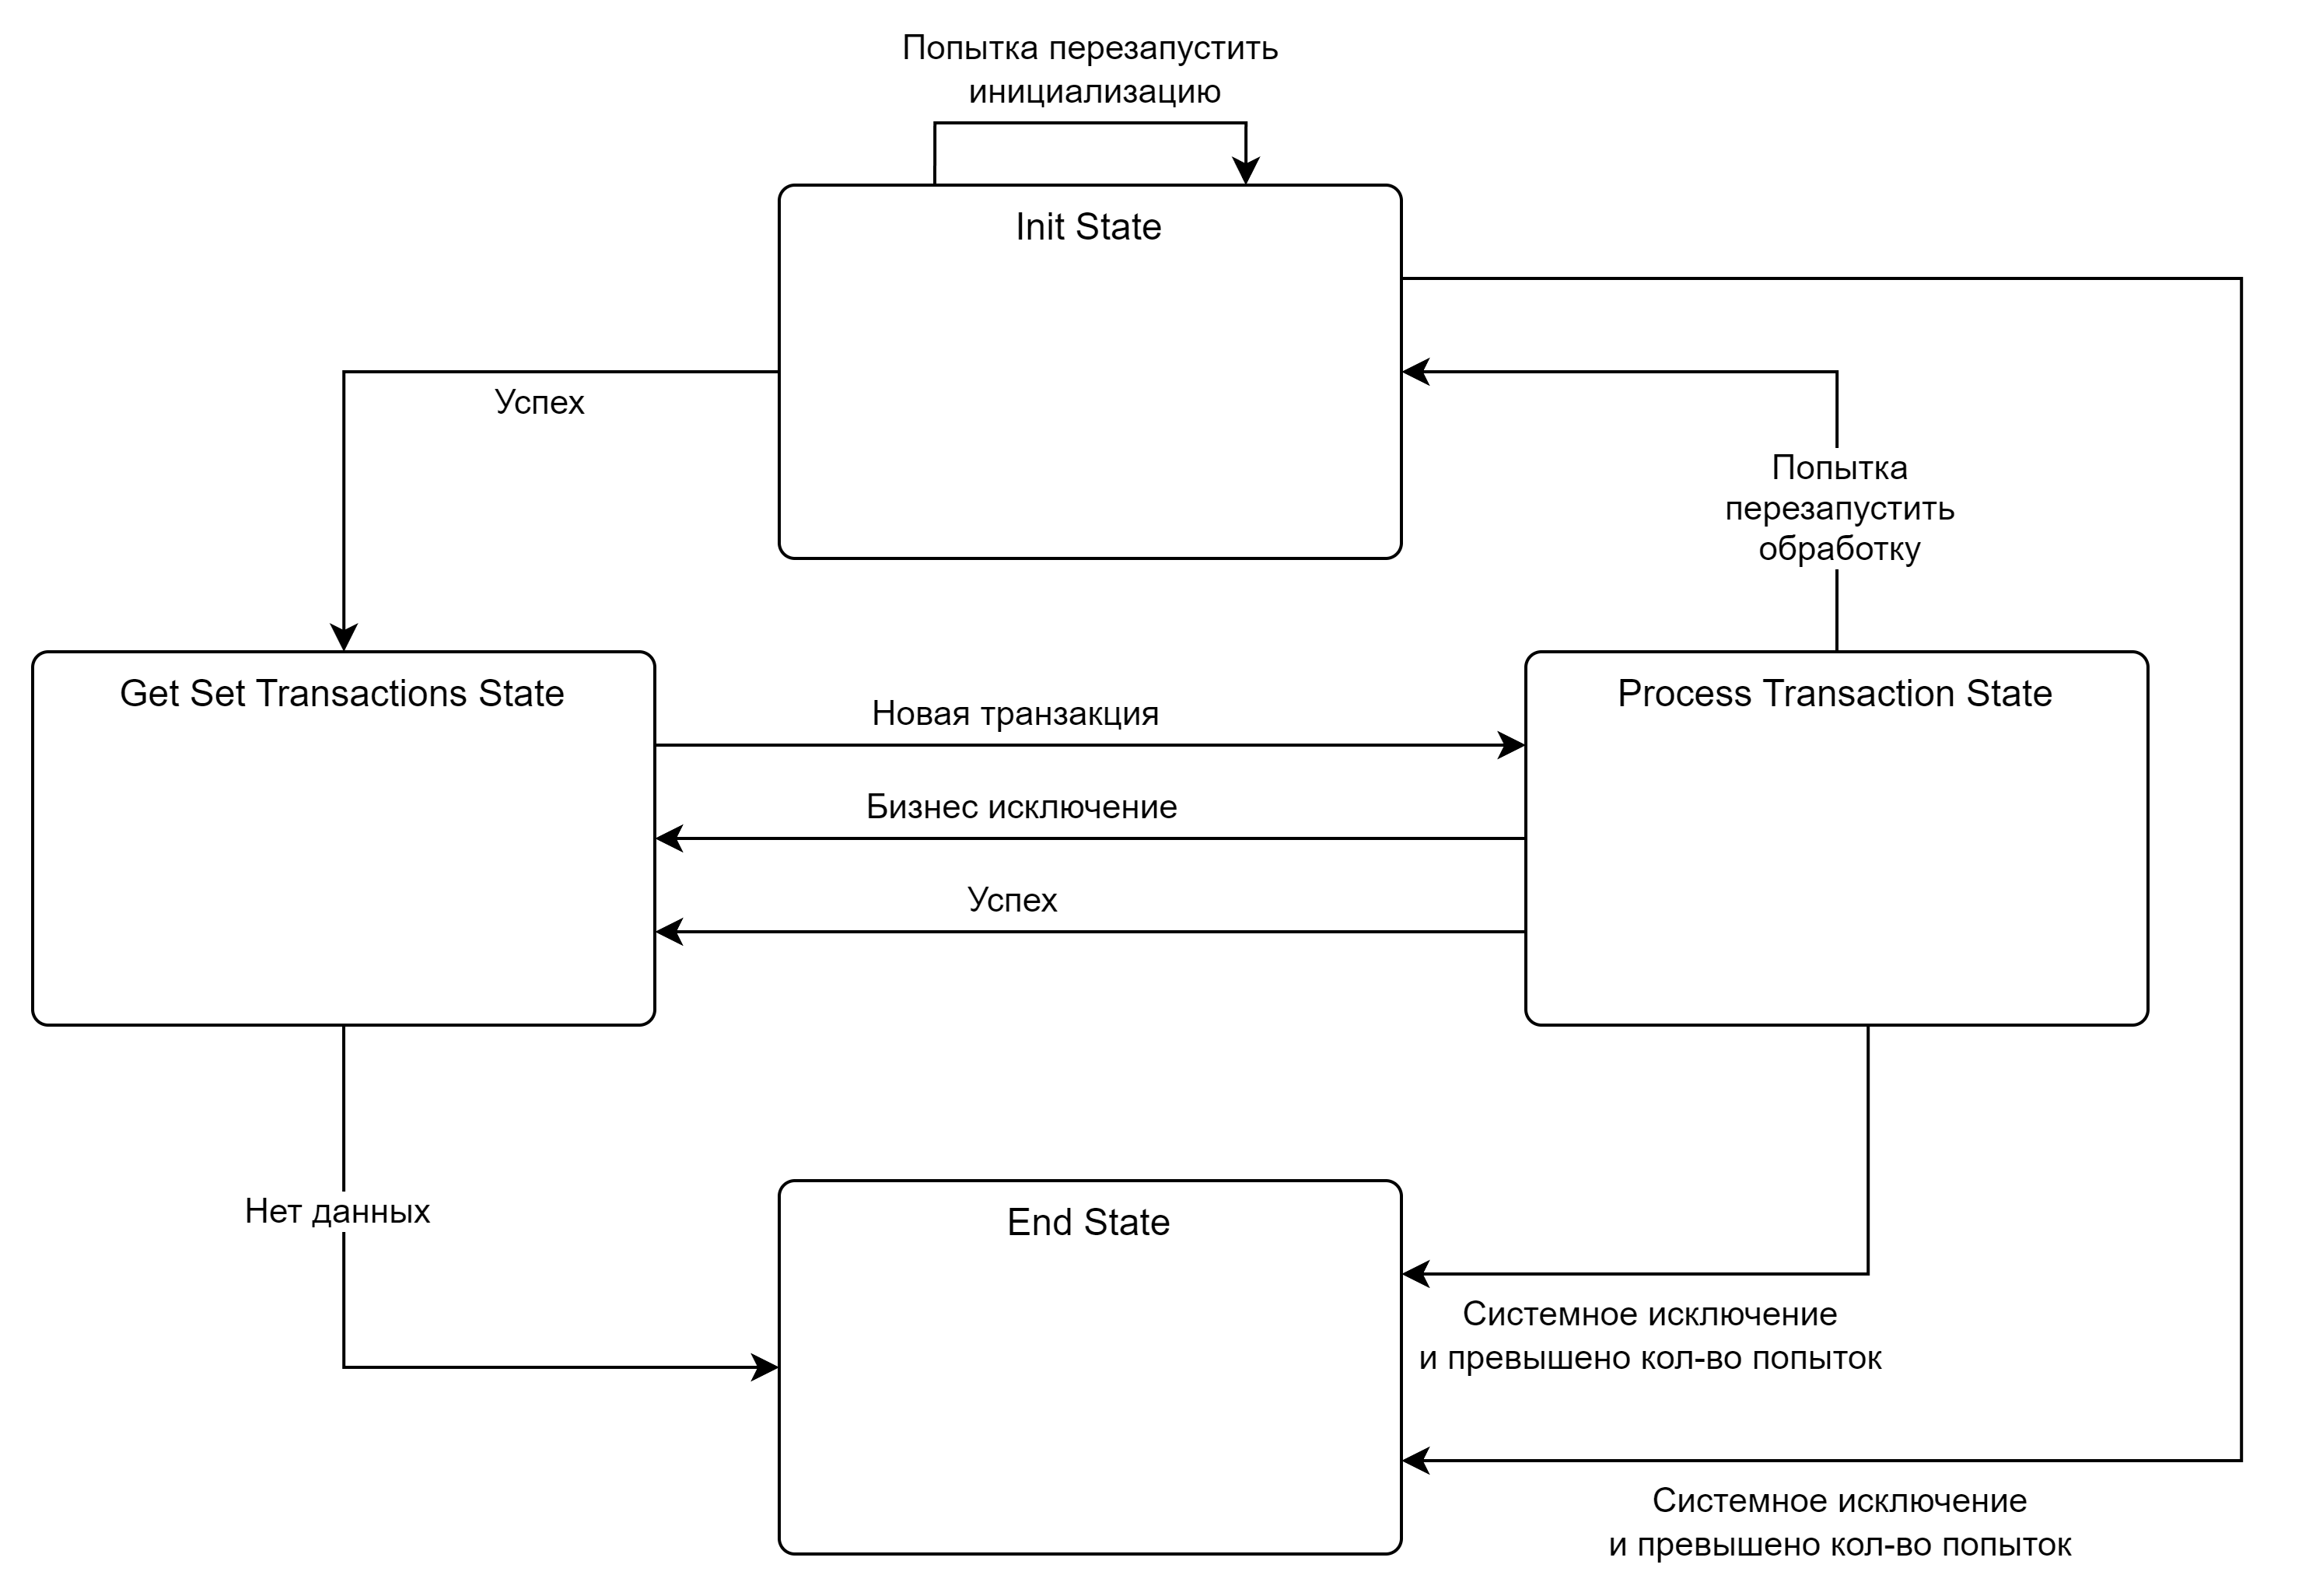 Попытка перезапустить
инициализацию
Init State
Успех
Попытка
перезапустить
обработку
Get Set Transactions State
Process Transaction State
Новая транзакция
Бизнес исключение
Успех
Нет данных
End State
Системное исключение
и превышено кол-во попыток
Системное исключение
и превышено кол-во попыток